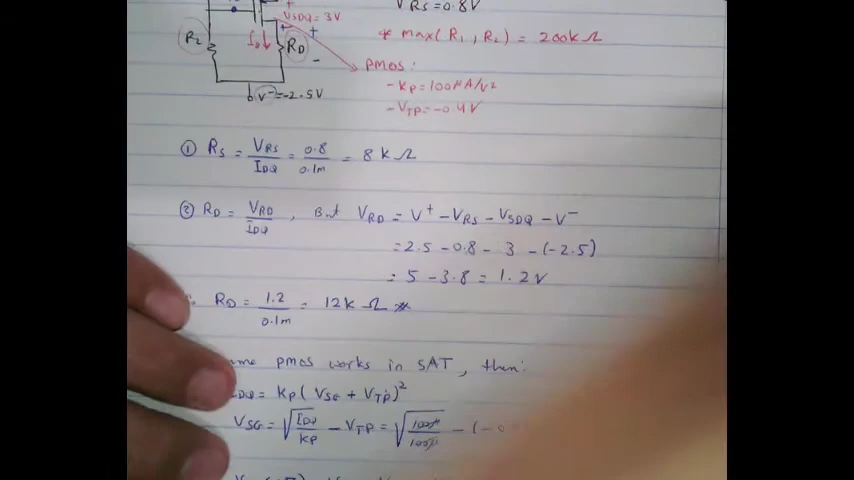 VRS = 0.8V
+
VSDQ = 3V
* max(R1, R2) = 200kΩ
R2
RD
+
-
PMOS:
- KP = 100µA/V²
V⁻ = -2.5V
- VTP = -0.4V
① RS = VRS/IDQ = 0.8/0.1m = 8kΩ
② RD = VRD/IDQ, But VRD = V⁺ - VRS - VSDQ - V⁻
= 2.5 - 0.8 - 3 - (-2.5)
= 5 - 3.8 = 1.2V
RD = 1.2/0.1m = 12kΩ
pmos works in SAT, then:
IDQ = KP(VSG + VTP)²
VSG = √(IDQ/KP) - VTP = √(100µ/100µ) - (-0